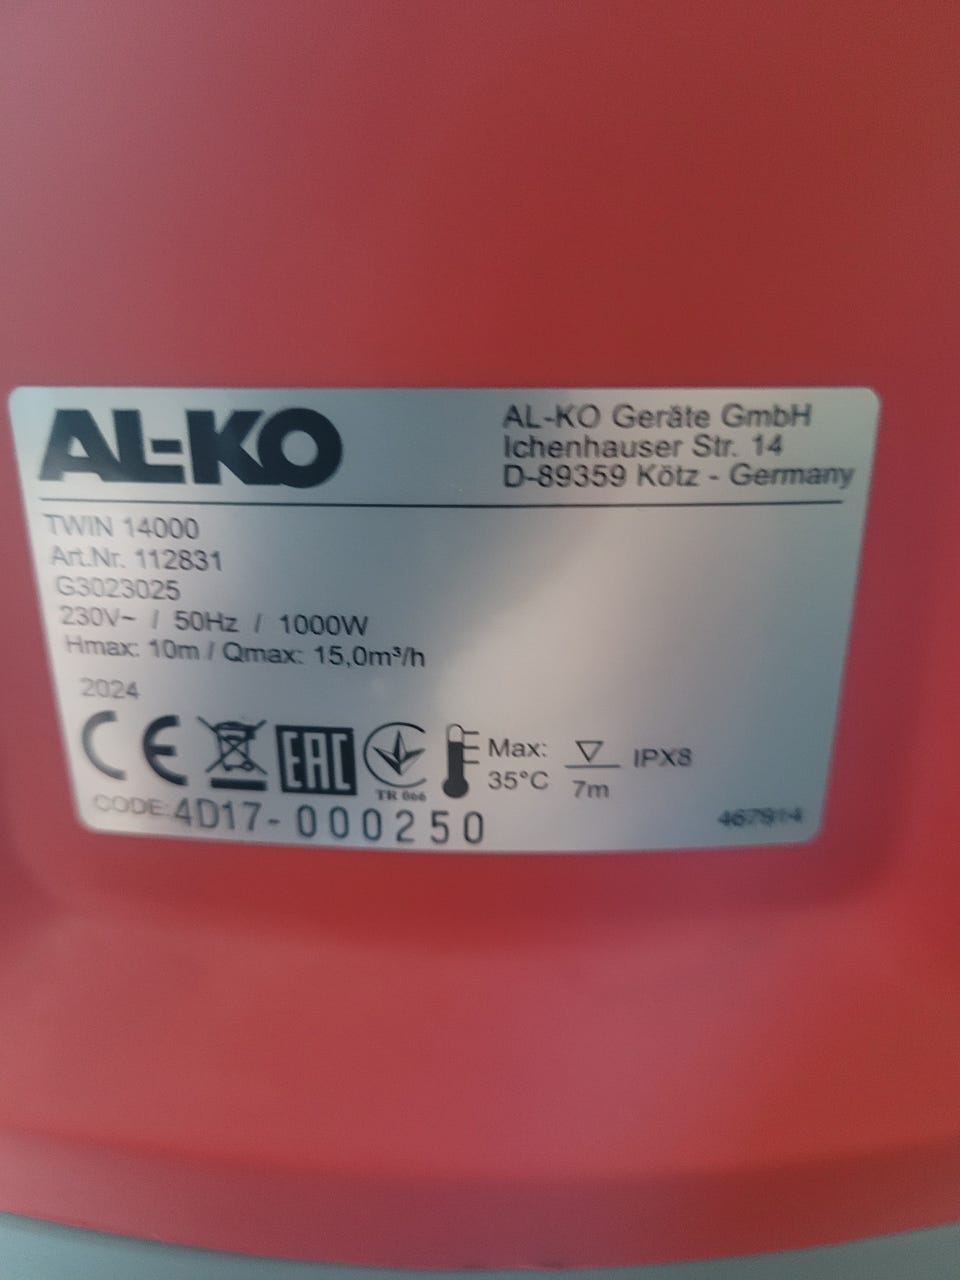 AL-KO
AL-KO Geräte GmbH
Ichenhauser Str. 14
D-89359 Kötz - Germany
TWIN 14000
Art.Nr. 112831
G3023025
230V~ / 50Hz / 1000W
Hmax: 10m / Qmax: 15,0m³/h
2024
CE
EAC
TR 066
Max:
35°C
7m
IPX8
CODE: 4D17-000250
467914